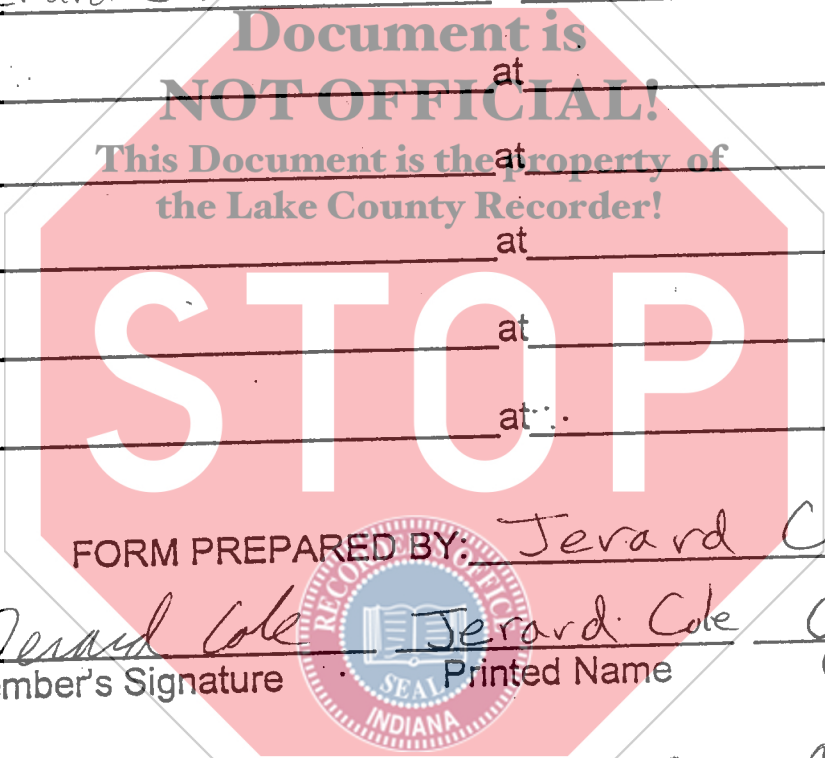 Document is
at
NOT OFFICIAL!
This Document is the property of
at
the Lake County Recorder!
at
STOP
at
at
FORM PREPARED BY: Jerard C
Jerard Cole Jerard Cole
mber's Signature Printed Name
RECORDER'S OFFICE
SEAL
INDIANA